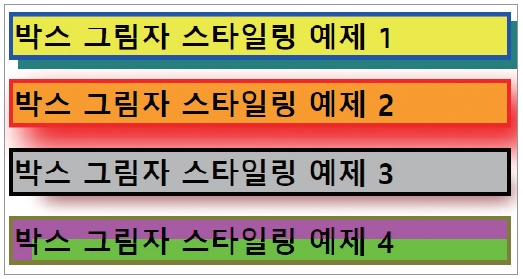 박스 그림자 스타일링 예제 1
박스 그림자 스타일링 예제 2
박스 그림자 스타일링 예제 3
박스 그림자 스타일링 예제 4